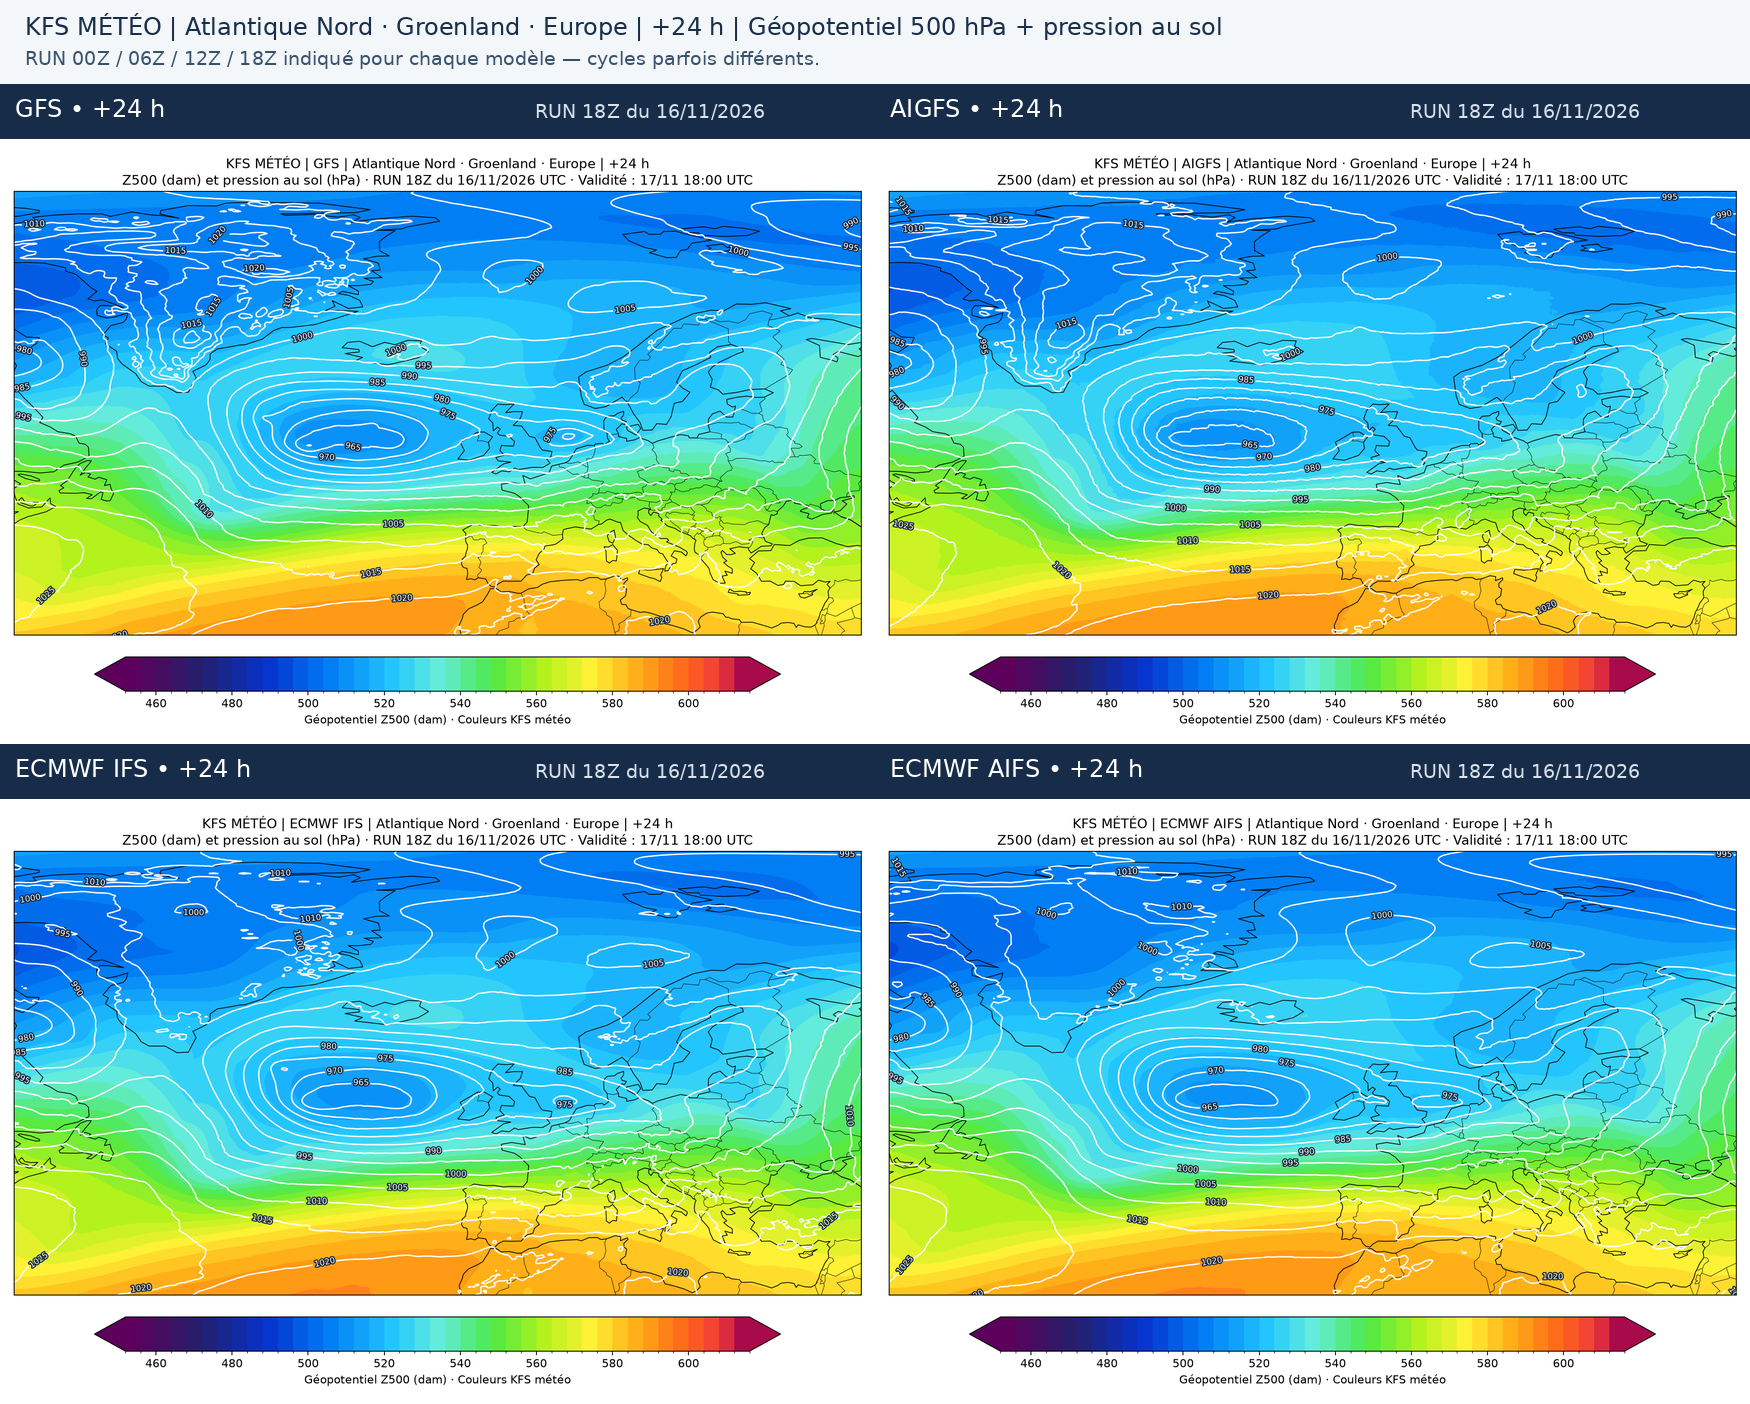 KFS MÉTÉO | Atlantique Nord · Groenland · Europe | +24 h | Géopotentiel 500 hPa + pression au sol
RUN 00Z / 06Z / 12Z / 18Z indiqué pour chaque modèle — cycles parfois différents.
GFS • +24 h
RUN 18Z du 16/11/2026
KFS MÉTÉO | GFS | Atlantique Nord · Groenland · Europe | +24 h
Z500 (dam) et pression au sol (hPa) · RUN 18Z du 16/11/2026 UTC · Validité : 17/11 18:00 UTC
460 480 500 520 540 560 580 600
Géopotentiel Z500 (dam) · Couleurs KFS météo
AIGFS • +24 h
RUN 18Z du 16/11/2026
KFS MÉTÉO | AIGFS | Atlantique Nord · Groenland · Europe | +24 h
Z500 (dam) et pression au sol (hPa) · RUN 18Z du 16/11/2026 UTC · Validité : 17/11 18:00 UTC
460 480 500 520 540 560 580 600
Géopotentiel Z500 (dam) · Couleurs KFS météo
ECMWF IFS • +24 h
RUN 18Z du 16/11/2026
KFS MÉTÉO | ECMWF IFS | Atlantique Nord · Groenland · Europe | +24 h
Z500 (dam) et pression au sol (hPa) · RUN 18Z du 16/11/2026 UTC · Validité : 17/11 18:00 UTC
460 480 500 520 540 560 580 600
Géopotentiel Z500 (dam) · Couleurs KFS météo
ECMWF AIFS • +24 h
RUN 18Z du 16/11/2026
KFS MÉTÉO | ECMWF AIFS | Atlantique Nord · Groenland · Europe | +24 h
Z500 (dam) et pression au sol (hPa) · RUN 18Z du 16/11/2026 UTC · Validité : 17/11 18:00 UTC
460 480 500 520 540 560 580 600
Géopotentiel Z500 (dam) · Couleurs KFS météo